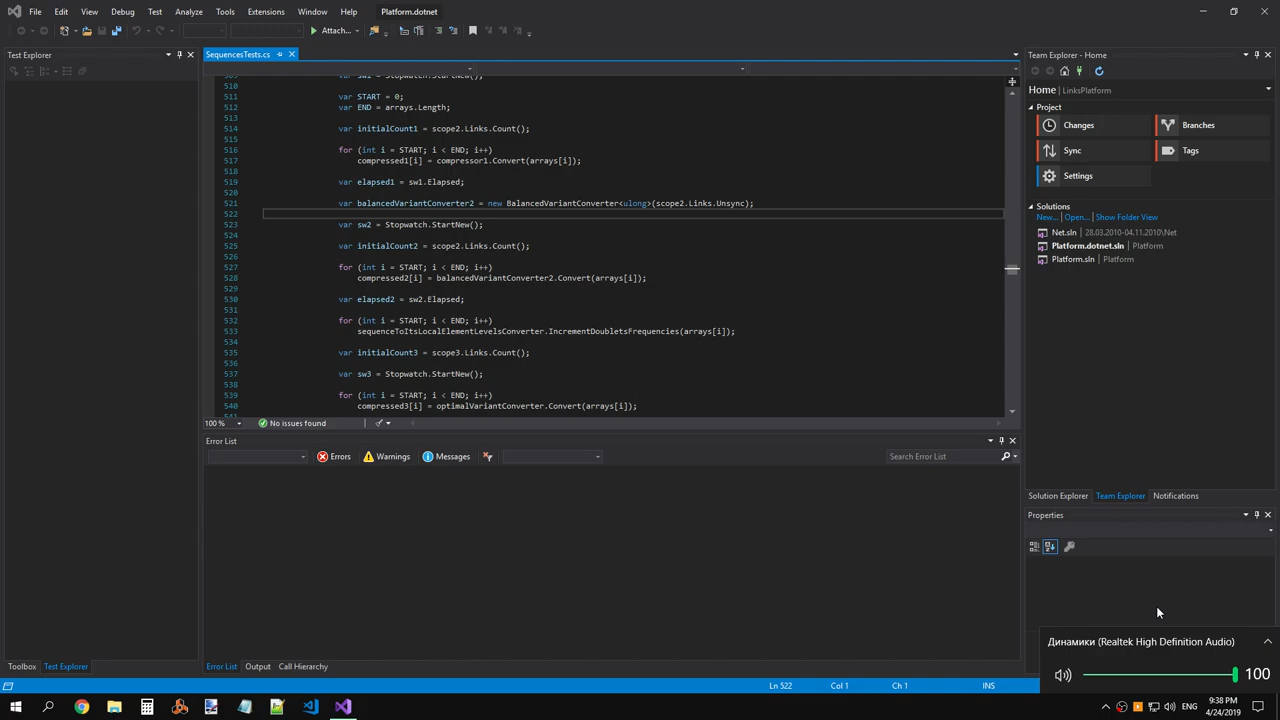 File Edit View Debug Test Analyze Tools Extensions Window Help Platform.dotnet
Attach...
Test Explorer
SequencesTests.cs
Team Explorer - Home
509 var sw1 = Stopwatch.StartNew();
510
511 var START = 0;
512 var END = arrays.Length;
513
514 var initialCount1 = scope2.Links.Count();
515
516 for (int i = START; i < END; i++)
517 compressed1[i] = compressor1.Convert(arrays[i]);
518
519 var elapsed1 = sw1.Elapsed;
520
521 var balancedVariantConverter2 = new BalancedVariantConverter<ulong>(scope2.Links.Unsync);
522
523 var sw2 = Stopwatch.StartNew();
524
525 var initialCount2 = scope2.Links.Count();
526
527 for (int i = START; i < END; i++)
528 compressed2[i] = balancedVariantConverter2.Convert(arrays[i]);
529
530 var elapsed2 = sw2.Elapsed;
531
532 for (int i = START; i < END; i++)
533 sequenceToItsLocalElementLevelsConverter.IncrementDoubletsFrequencies(arrays[i]);
534
535 var initialCount3 = scope3.Links.Count();
536
537 var sw3 = Stopwatch.StartNew();
538
539 for (int i = START; i < END; i++)
540 compressed3[i] = optimalVariantConverter.Convert(arrays[i]);
541
100 % No issues found
Home LinksPlatform
Project
Changes Branches
Sync Tags
Settings
Solutions
New... Open... Show Folder View
Net.sln 28.03.2010-04.11.2010\Net
Platform.dotnet.sln Platform
Platform.sln Platform
Solution Explorer Team Explorer Notifications
Properties
Error List
Errors Warnings Messages Search Error List
Toolbox Test Explorer
Error List Output Call Hierarchy
Динамики (Realtek High Definition Audio)
100
Ln 522 Col 1 Ch 1 INS
ENG
9:38 PM
4/24/2019